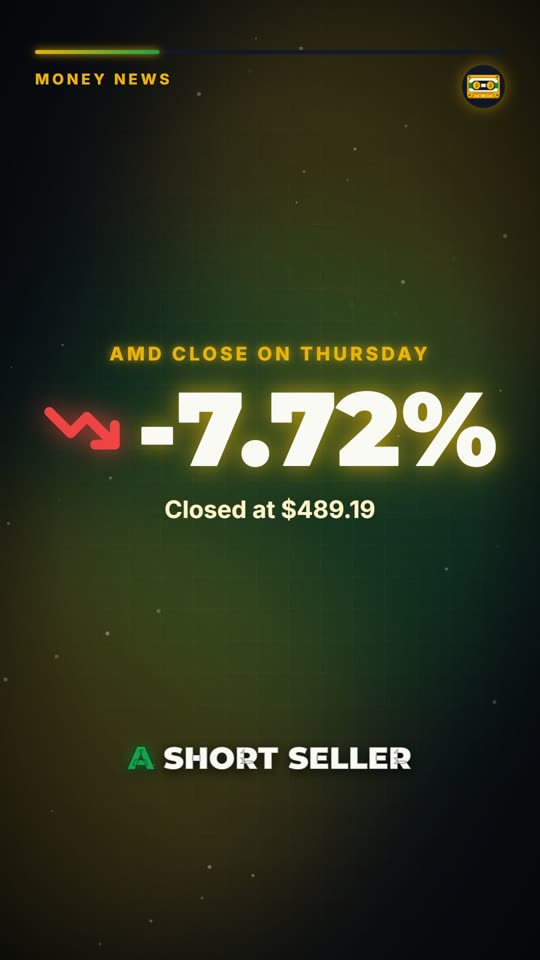 MONEY NEWS
AMD CLOSE ON THURSDAY
-7.72%
Closed at $489.19
A SHORT SELLER